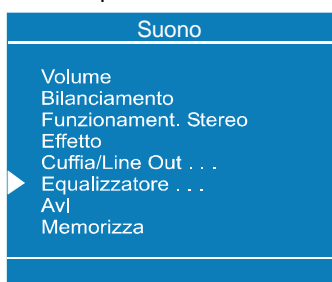 Suono
Volume
Bilanciamento
Funzionament. Stereo
Effetto
Cuffia/Line Out . . .
Equalizzatore . . .
Avl
Memorizza